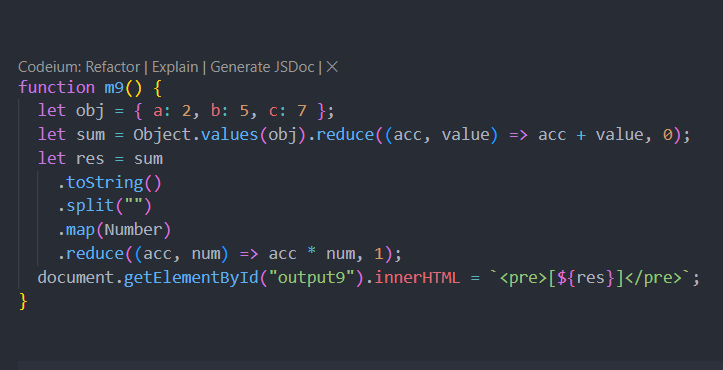 Codeium: Refactor | Explain | Generate JSDoc | ×
function m9() {
  let obj = { a: 2, b: 5, c: 7 };
  let sum = Object.values(obj).reduce((acc, value) => acc + value, 0);
  let res = sum
    .toString()
    .split("")
    .map(Number)
    .reduce((acc, num) => acc * num, 1);
  document.getElementById("output9").innerHTML = `<pre>[${res}]</pre>`;
}